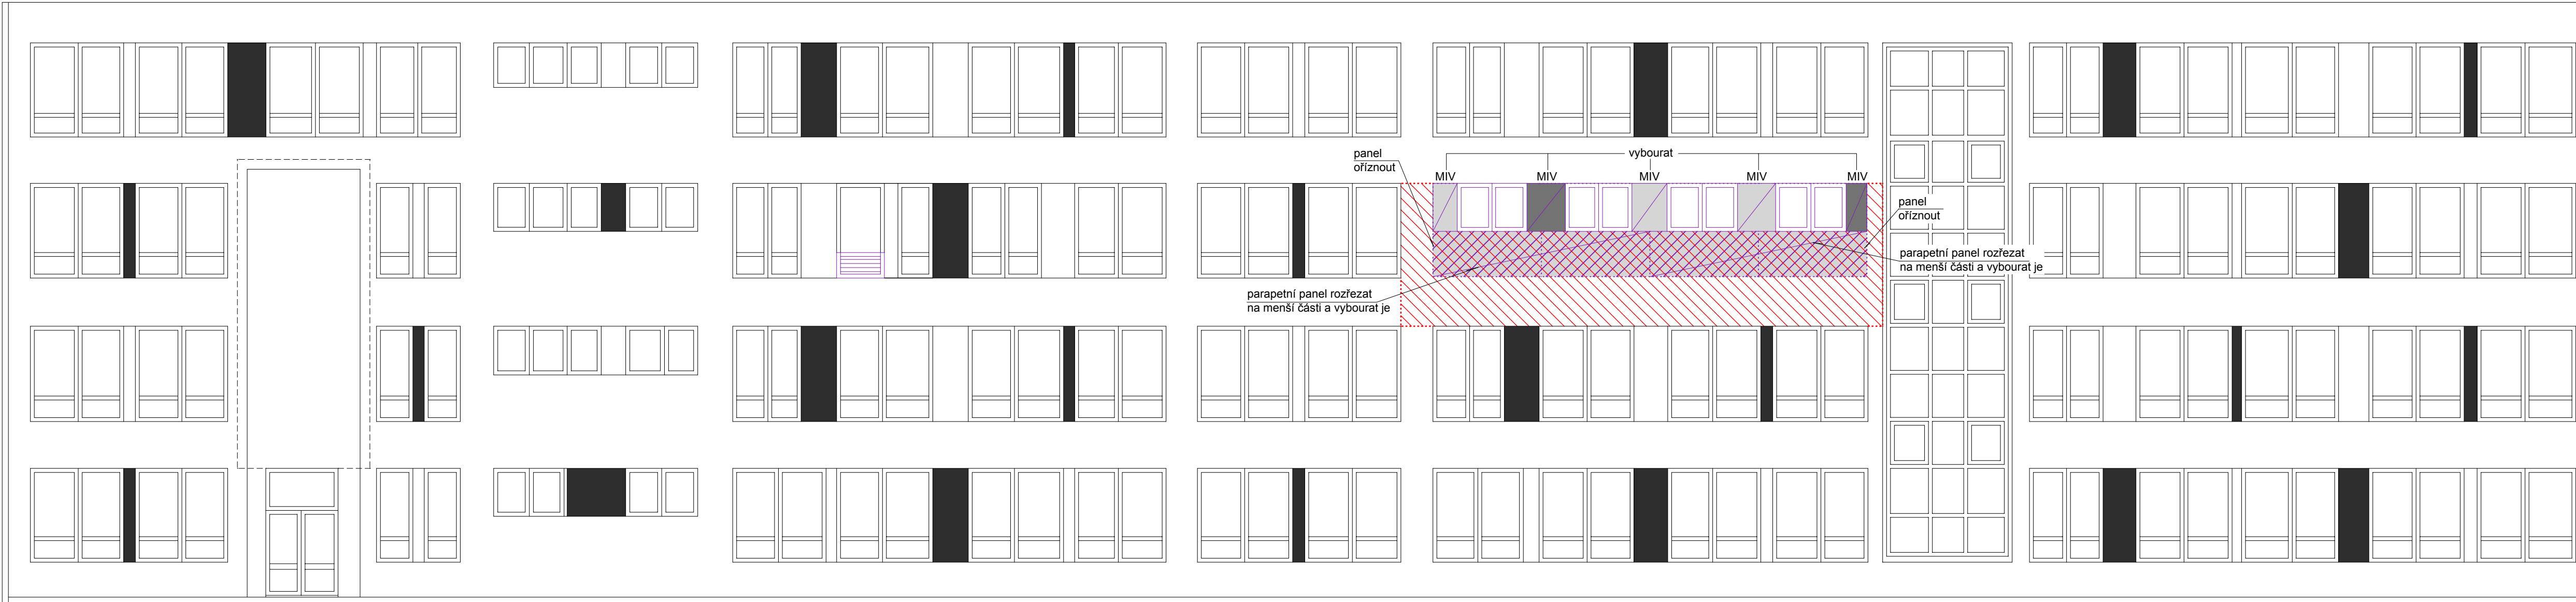 vybourat
panel
oříznout
MIV
MIV
MIV
MIV
MIV
panel
oříznout
parapetní panel rozřezat
na menší části a vybourat je
parapetní panel rozřezat
na menší části a vybourat je